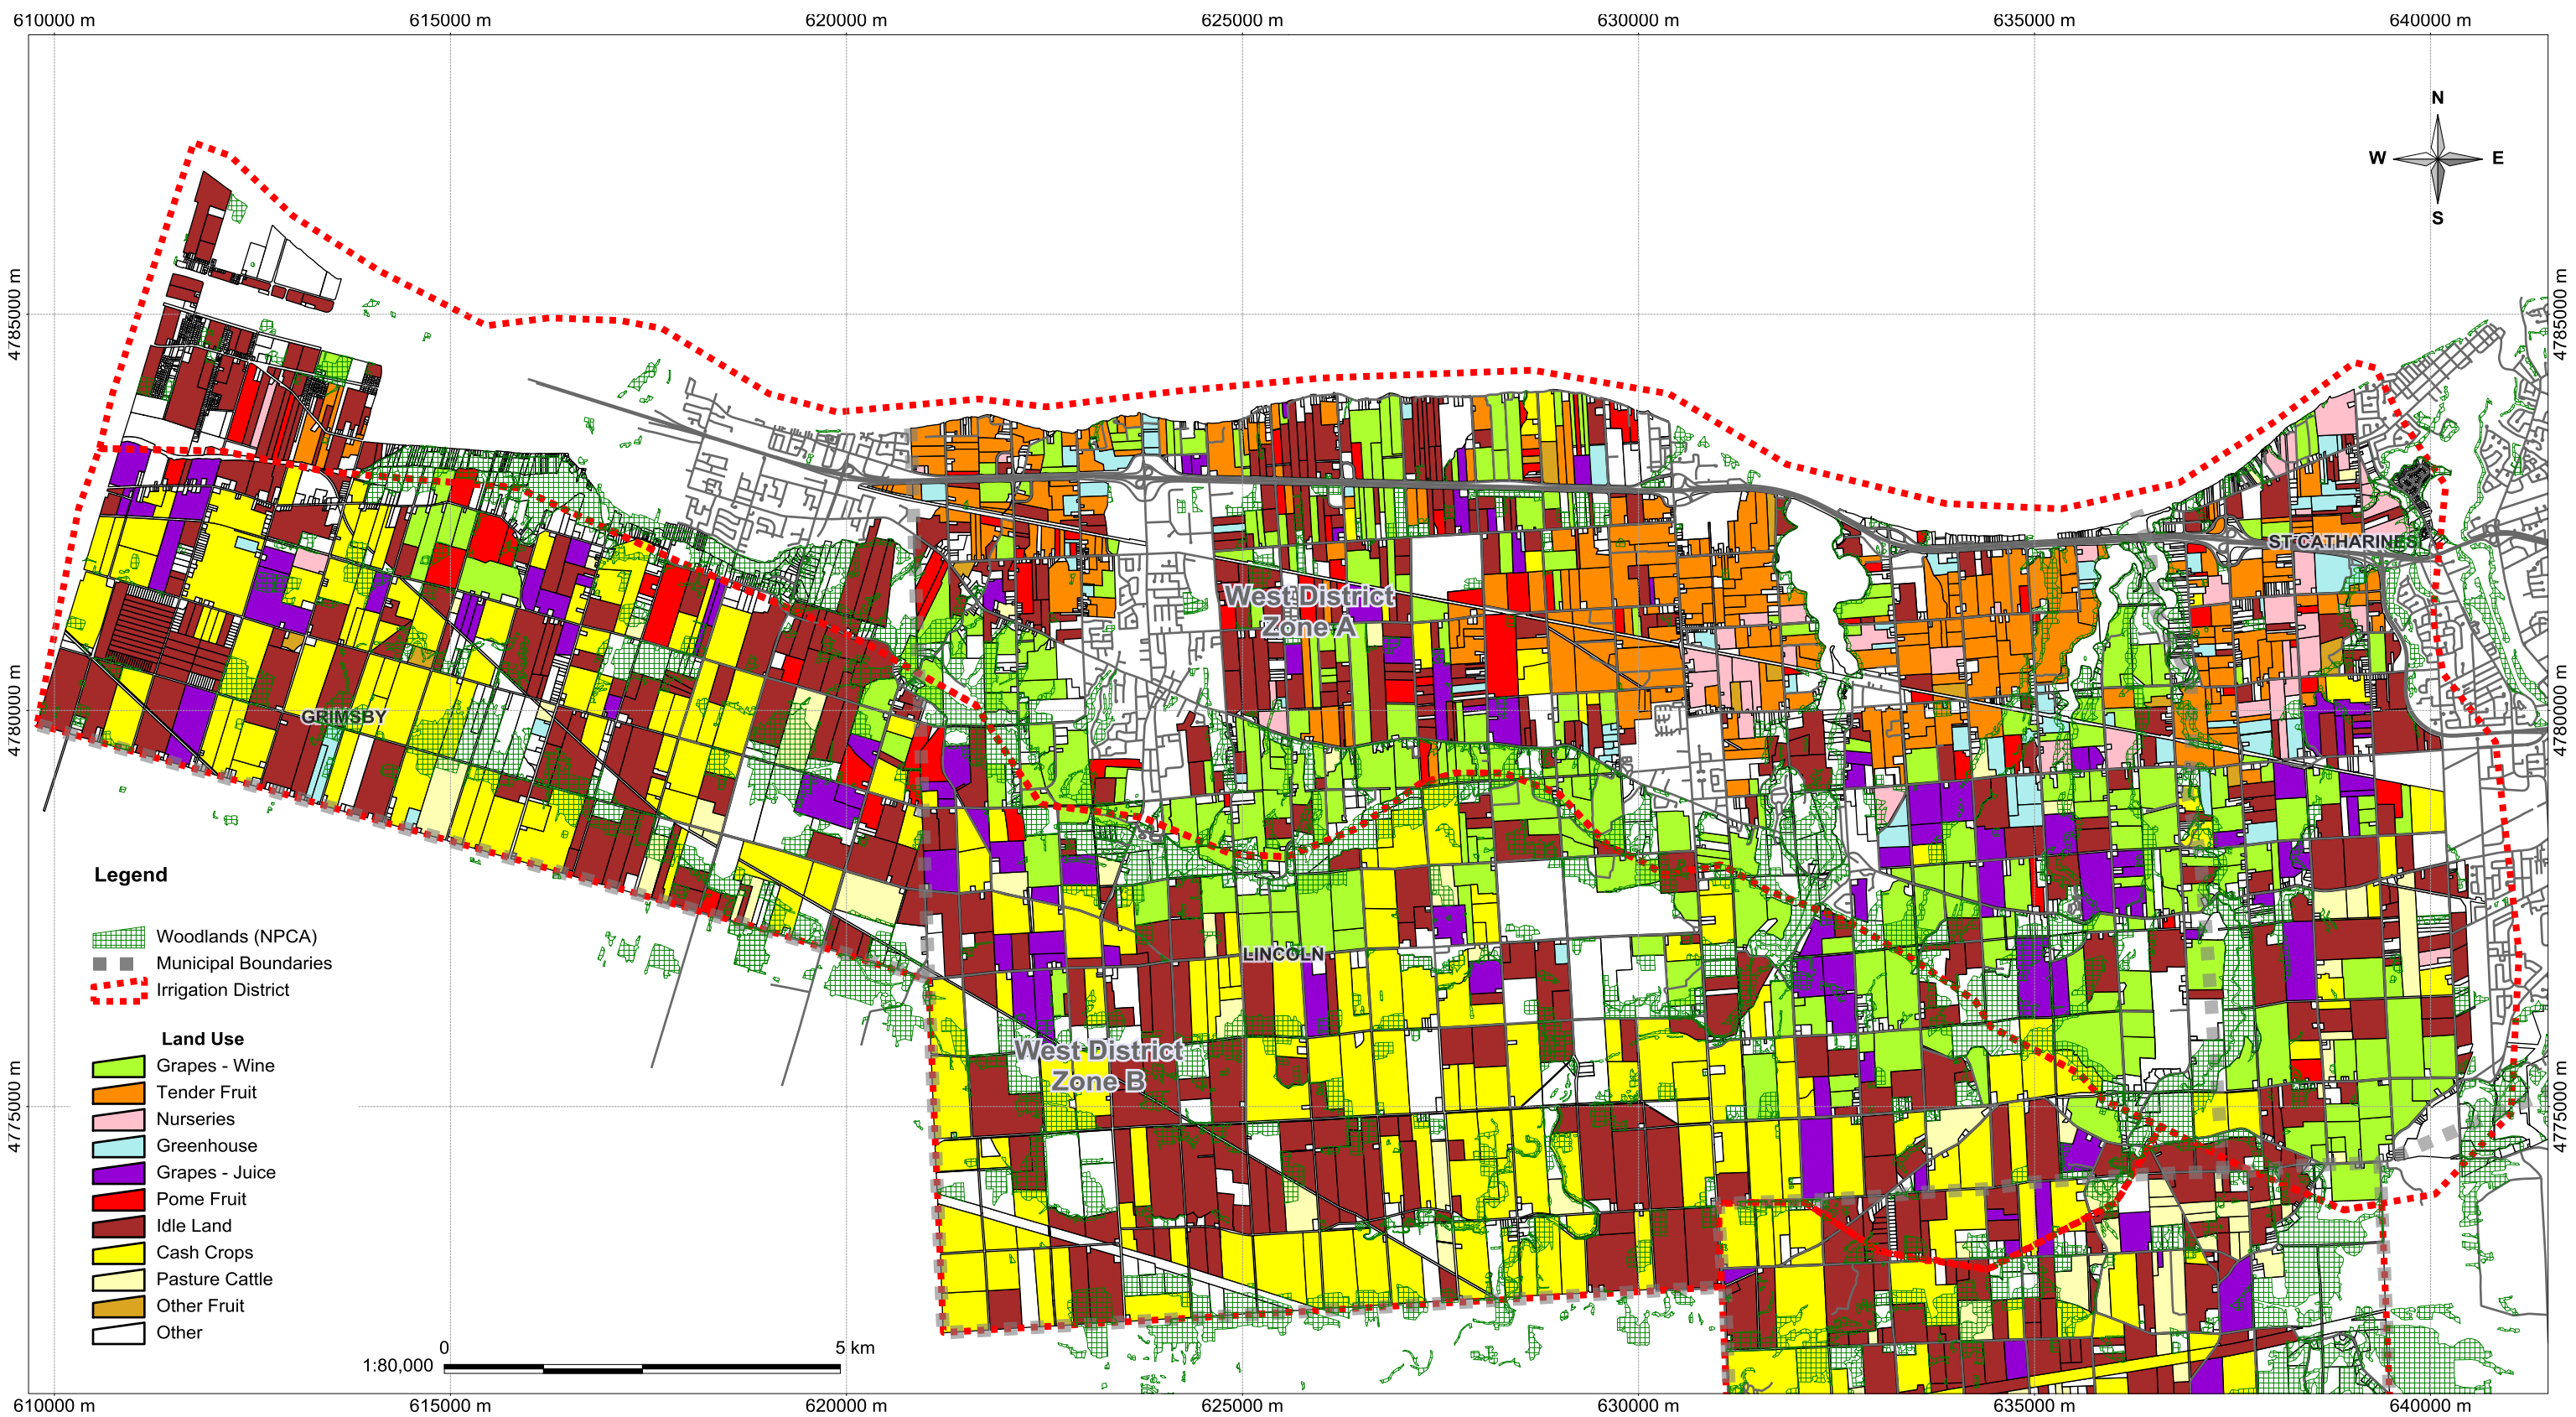 610000 m 615000 m 620000 m 625000 m 630000 m 635000 m 640000 m
N
W E
S
4785000 m 4785000 m
ST CATHARINES
West District
Zone A
4780000 m 4780000 m
GRIMSBY
LINCOLN
West District
Zone B
4775000 m 4775000 m
Legend
Woodlands (NPCA)
Municipal Boundaries
Irrigation District
Land Use
Grapes - Wine
Tender Fruit
Nurseries
Greenhouse
Grapes - Juice
Pome Fruit
Idle Land
Cash Crops
Pasture Cattle
Other Fruit
Other
0 5 km
1:80,000
610000 m 615000 m 620000 m 625000 m 630000 m 635000 m 640000 m